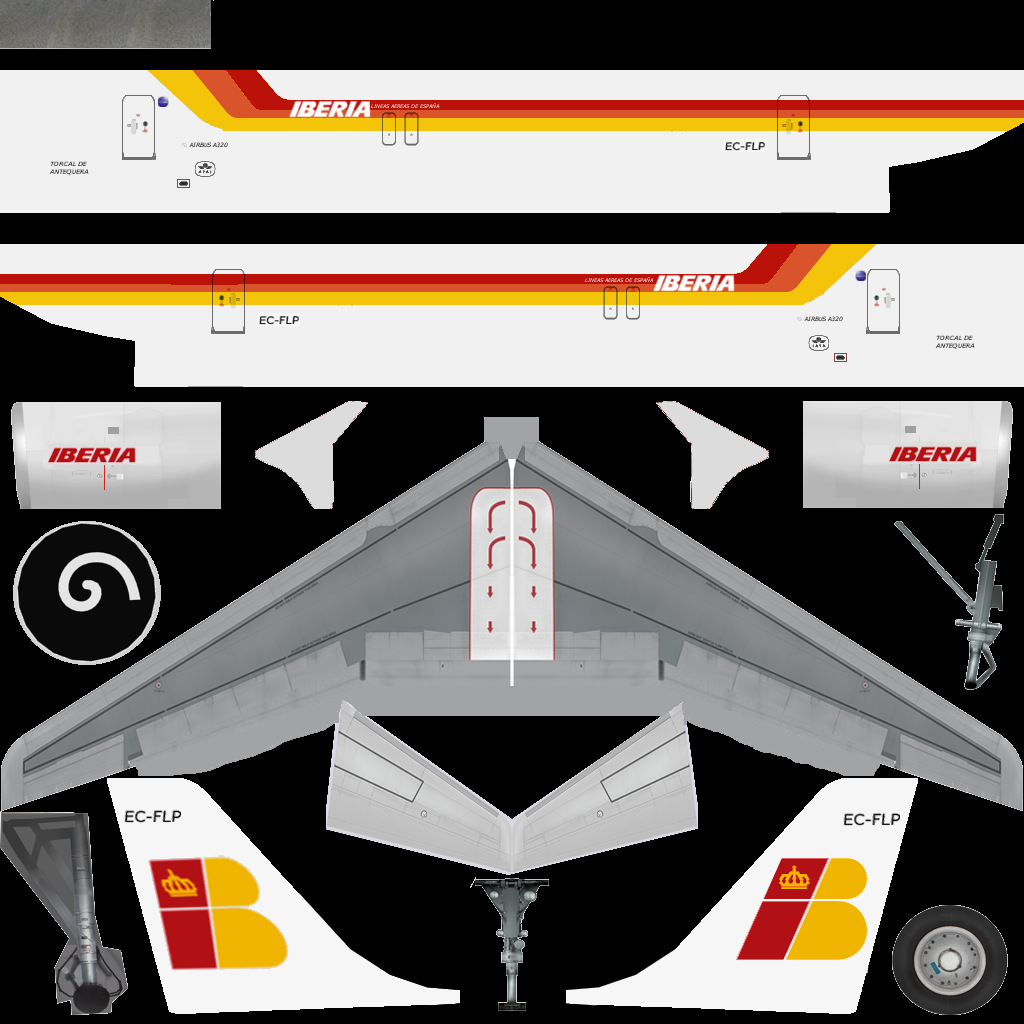 IBERIA LINEAS AEREAS DE ESPAÑA
AIRBUS A320
EC-FLP
TORCAL DE
ANTEQUERA
LINEAS AEREAS DE ESPAÑA IBERIA
EC-FLP
AIRBUS A320
TORCAL DE
ANTEQUERA
IBERIA
IBERIA
EC-FLP
EC-FLP